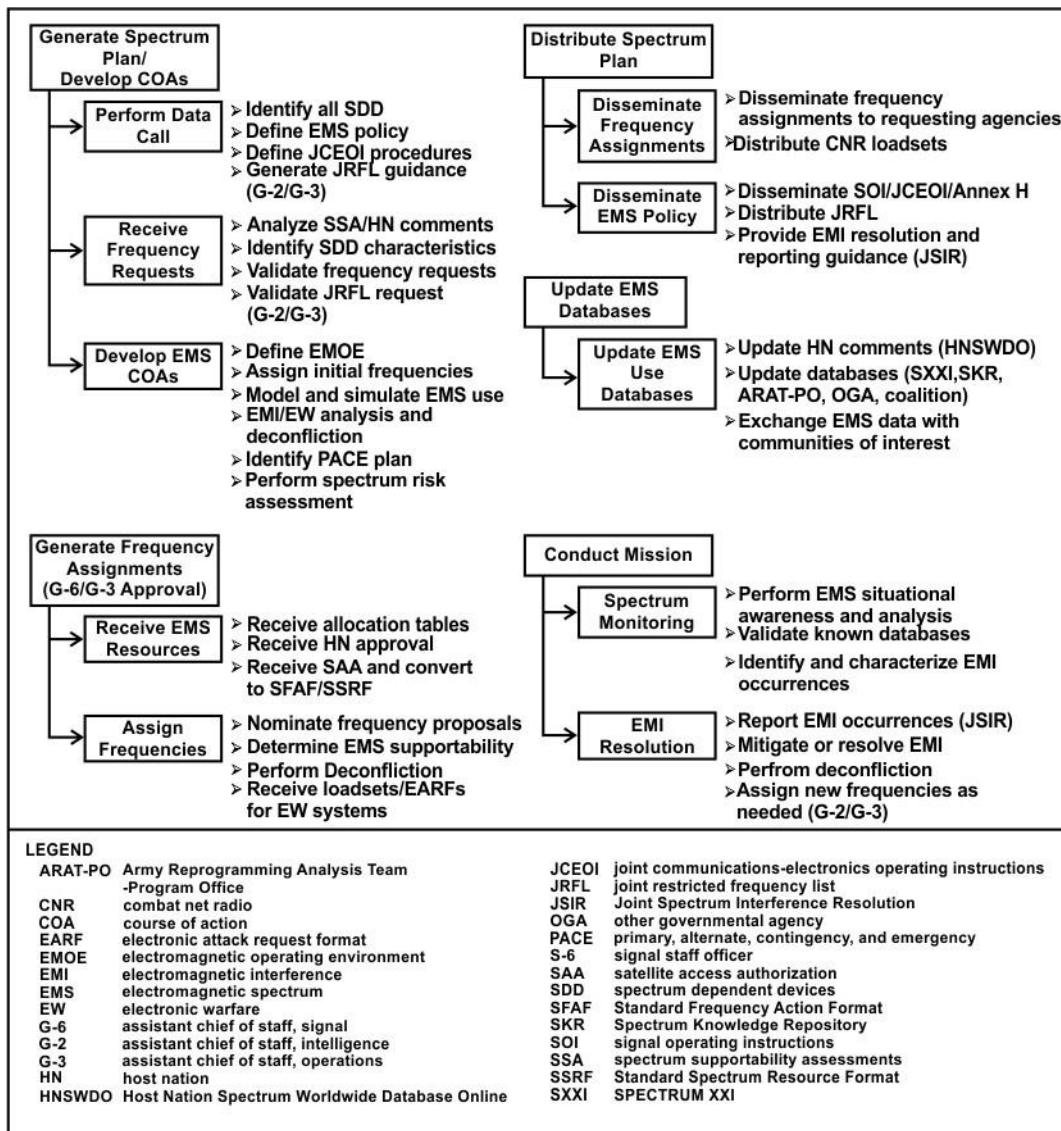 Generate Spectrum
Plan/
Develop COAs
Perform Data
Call
➢ Identify all SDD
➢ Define EMS policy
➢ Define JCEOI procedures
➢ Generate JRFL guidance
(G-2/G-3)
Receive
Frequency
Requests
➢ Analyze SSA/HN comments
➢ Identify SDD characteristics
➢ Validate frequency requests
➢ Validate JRFL request
(G-2/G-3)
Develop EMS
COAs
➢ Define EMOE
➢ Assign initial frequencies
➢ Model and simulate EMS use
➢ EMI/EW analysis and
deconfliction
➢ Identify PACE plan
➢ Perform spectrum risk
assessment
Generate Frequency
Assignments
(G-6/G-3 Approval)
Receive EMS
Resources
➢ Receive allocation tables
➢ Receive HN approval
➢ Receive SAA and convert
to SFAF/SSRF
Assign
Frequencies
➢ Nominate frequency proposals
➢ Determine EMS supportability
➢ Perform Deconfliction
➢ Receive loadsets/EARFs
for EW systems
Distribute Spectrum
Plan
Disseminate
Frequency
Assignments
➢ Disseminate frequency
assignments to requesting agencies
➢ Distribute CNR loadsets
Disseminate
EMS Policy
➢ Disseminate SOI/JCEOI/Annex H
➢ Distribute JRFL
➢ Provide EMI resolution and
reporting guidance (JSIR)
Update EMS
Databases
Update EMS
Use
Databases
➢ Update HN comments (HNSWDO)
➢ Update databases (SXXI,SKR,
ARAT-PO, OGA, coalition)
➢ Exchange EMS data with
communities of interest
Conduct Mission
Spectrum
Monitoring
➢ Perform EMS situational
awareness and analysis
➢ Validate known databases
➢ Identify and characterize EMI
occurrences
EMI
Resolution
➢ Report EMI occurrences (JSIR)
➢ Mitigate or resolve EMI
➢ Perfrom deconfliction
➢ Assign new frequencies as
needed (G-2/G-3)
LEGEND
ARAT-PO Army Reprogramming Analysis Team
-Program Office
CNR combat net radio
COA course of action
EARF electronic attack request format
EMOE electromagnetic operating environment
EMI electromagnetic interference
EMS electromagnetic spectrum
EW electronic warfare
G-6 assistant chief of staff, signal
G-2 assistant chief of staff, intelligence
G-3 assistant chief of staff, operations
HN host nation
HNSWDO Host Nation Spectrum Worldwide Database Online
JCEOI joint communications-electronics operating instructions
JRFL joint restricted frequency list
JSIR Joint Spectrum Interference Resolution
OGA other governmental agency
PACE primary, alternate, contingency, and emergency
S-6 signal staff officer
SAA satellite access authorization
SDD spectrum dependent devices
SFAF Standard Frequency Action Format
SKR Spectrum Knowledge Repository
SOI signal operating instructions
SSA spectrum supportability assessments
SSRF Standard Spectrum Resource Format
SXXI SPECTRUM XXI